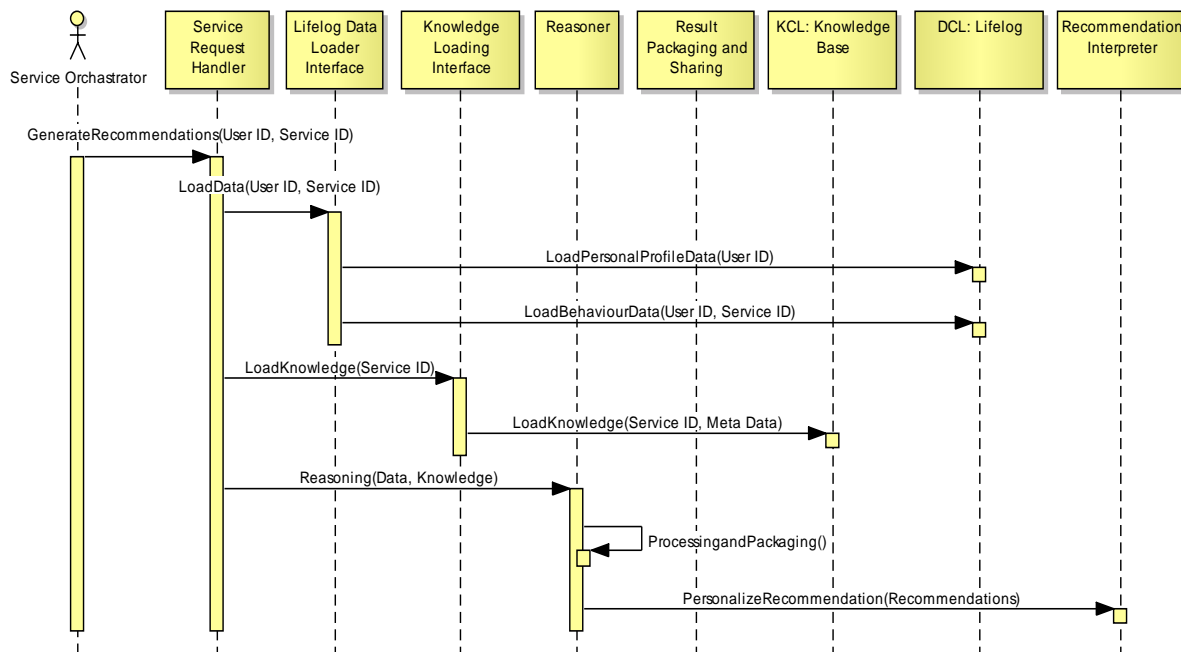 Service Orchastrator
Service
Request
Handler
Lifelog Data
Loader
Interface
Knowledge
Loading
Interface
Reasoner
Result
Packaging and
Sharing
KCL: Knowledge
Base
DCL: Lifelog
Recommendation
Interpreter
GenerateRecommendations(User ID, Service ID)
LoadData(User ID, Service ID)
LoadPersonalProfileData(User ID)
LoadBehaviourData(User ID, Service ID)
LoadKnowledge(Service ID)
LoadKnowledge(Service ID, Meta Data)
Reasoning(Data, Knowledge)
ProcessingandPackaging()
PersonalizeRecommendation(Recommendations)